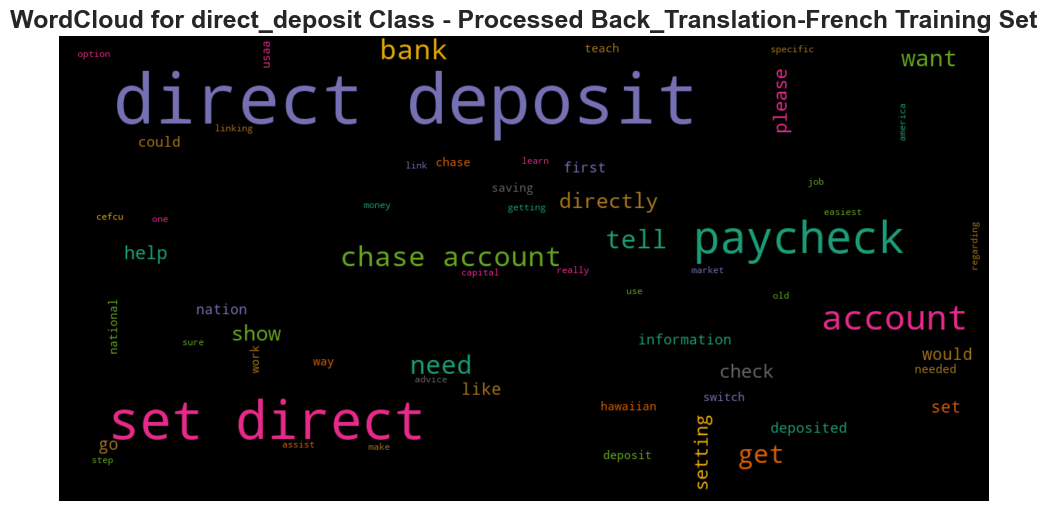 WordCloud for direct_deposit Class - Processed Back_Translation-French Training Set
option
usaa
bank
teach
specific
want
direct deposit
please
america
linking
could
link
chase
learn
first
job
saving
directly
money
getting
easiest
cefcu
one
help
tell
paycheck
regarding
chase account
capital
really
market
use
old
national
nation
account
show
sure
information
work
way
need
would
advice
check
needed
like
switch
set direct
hawaiian
set
go
assist
make
setting
deposited
step
deposit
get